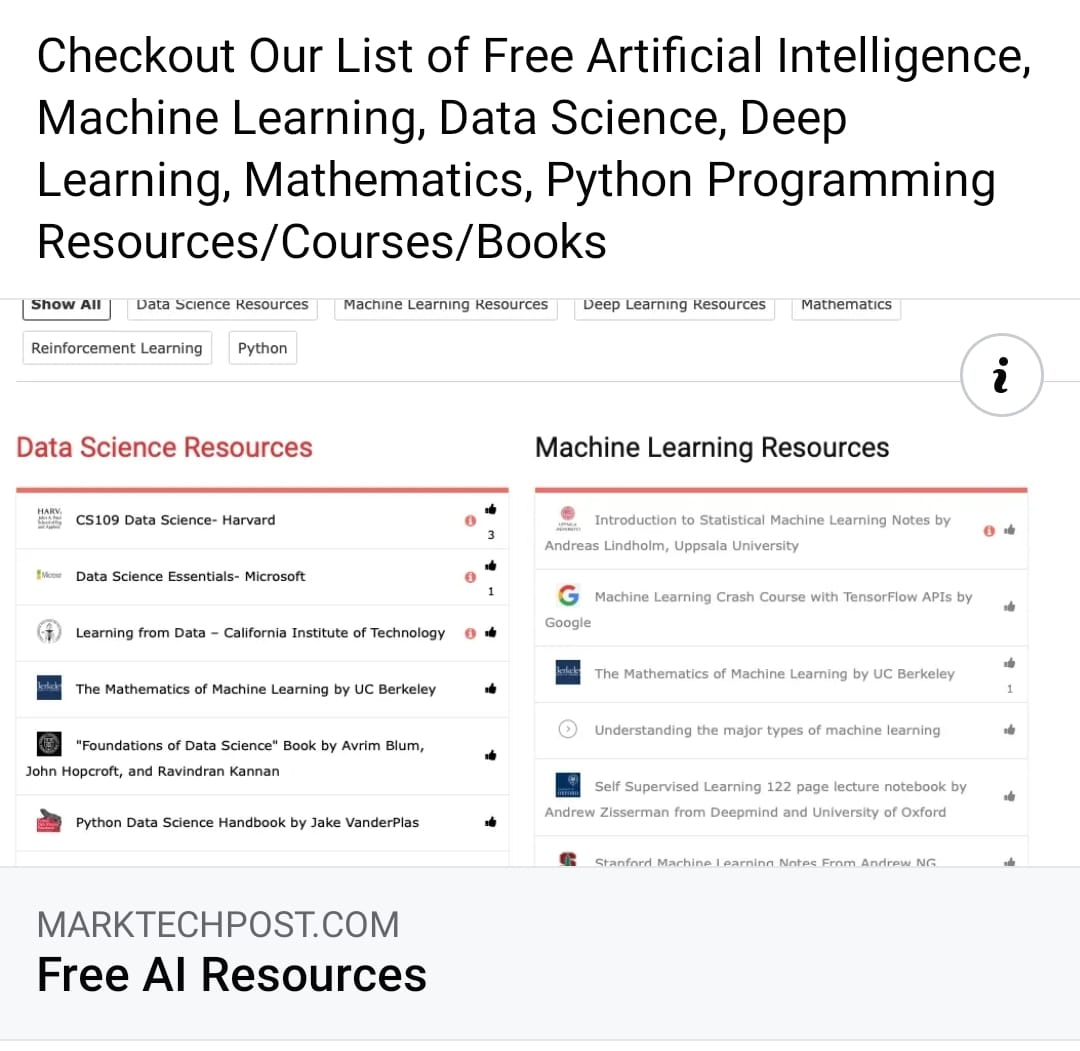 Checkout Our List of Free Artificial Intelligence,
Machine Learning, Data Science, Deep
Learning, Mathematics, Python Programming
Resources/Courses/Books
Show All
Data Science Resources
Machine Learning Resources
Deep Learning Resources
Mathematics
Reinforcement Learning
Python
i
Data Science Resources
HARV.
CS109 Data Science- Harvard
3
Data Science Essentials- Microsoft
1
Learning from Data – California Institute of Technology
The Mathematics of Machine Learning by UC Berkeley
"Foundations of Data Science" Book by Avrim Blum,
John Hopcroft, and Ravindran Kannan
Python Data Science Handbook by Jake VanderPlas
Machine Learning Resources
Introduction to Statistical Machine Learning Notes by
Andreas Lindholm, Uppsala University
Machine Learning Crash Course with TensorFlow APIs by
Google
The Mathematics of Machine Learning by UC Berkeley
1
Understanding the major types of machine learning
Self Supervised Learning 122 page lecture notebook by
Andrew Zisserman from Deepmind and University of Oxford
Stanford Machine Learning Notes From Andrew NG
MARKTECHPOST.COM
Free AI Resources